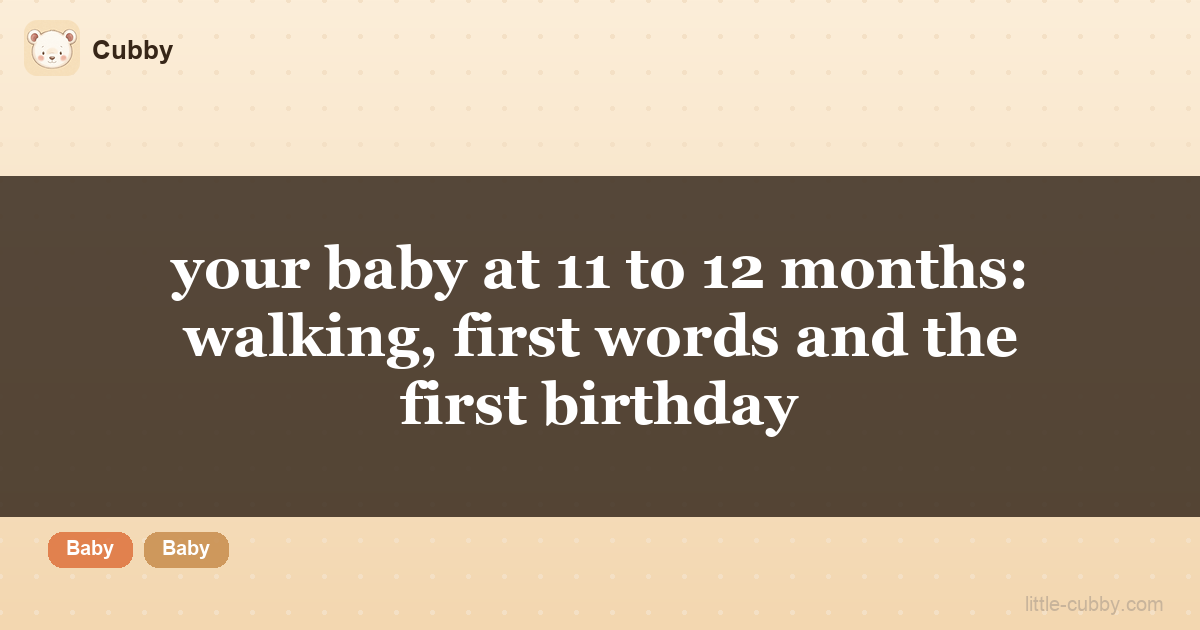 Cubby
your baby at 11 to 12 months:
walking, first words and the
first birthday
Baby Baby
little-cubby.com